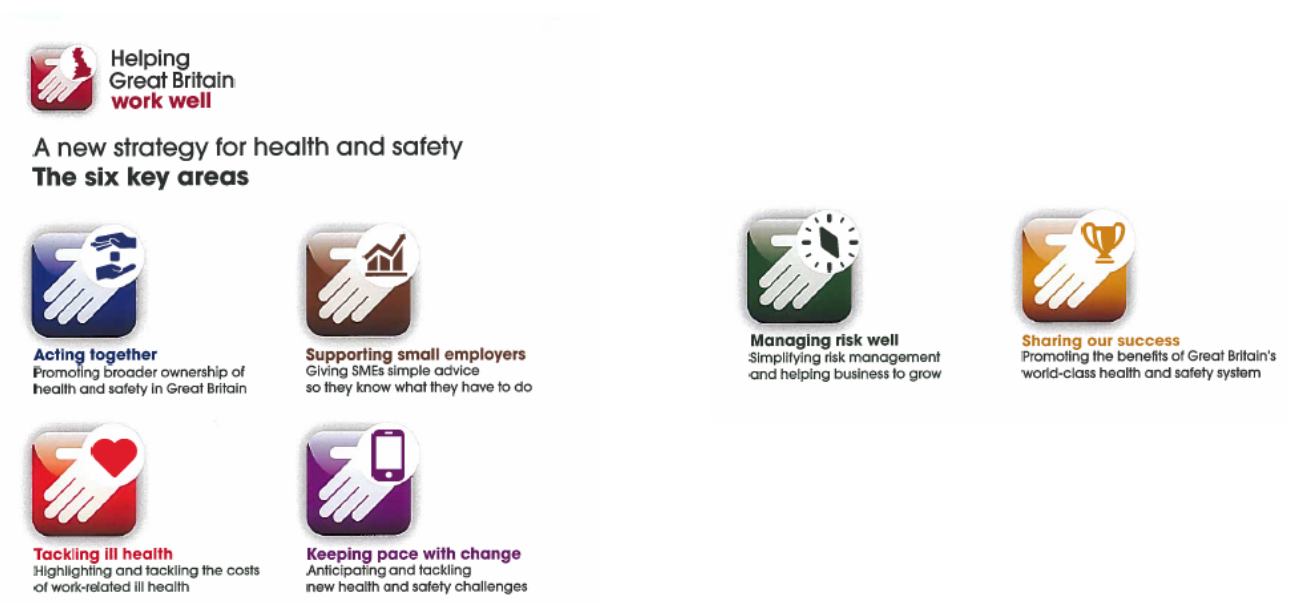 Helping
Great Britain
work well
A new strategy for health and safety
The six key areas
Acting together
Promoting broader ownership of
health and safety in Great Britain
Supporting small employers
Giving SMEs simple advice
so they know what they have to do
Managing risk well
Simplifying risk management
and helping business to grow
Sharing our success
Promoting the benefits of Great Britain's
world-class health and safety system
Tackling ill health
Highlighting and tackling the costs
of work-related ill health
Keeping pace with change
Anticipating and tackling
new health and safety challenges